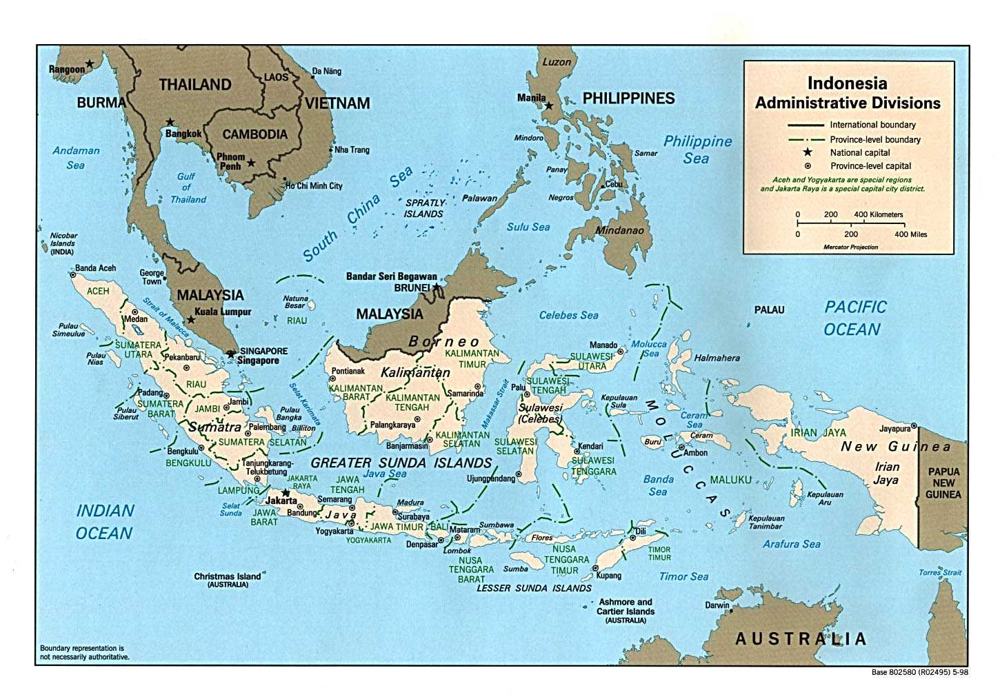 Indonesia
Administrative Divisions
International boundary
Province-level boundary
National capital
Province-level capital
Aceh and Yogyakarta are special regions
and Jakarta Raya is a special capital city district.
0 200 400 Kilometers
0 200 400 Miles
Mercator Projection
Rangoon
BURMA
THAILAND
LAOS
Da Nãng
VIETNAM
Bangkok
CAMBODIA
Phnom
Penh
Nha Trang
Ho Chi Minh City
Andaman
Sea
Gulf
of
Thailand
South China Sea
SPRATLY
ISLANDS
Luzon
Manila
PHILIPPINES
Mindoro
Philippine
Sea
Samar
Panay
Cebu
Negros
Palawan
Sulu Sea
Mindanao
Nicobar
Islands
(INDIA)
Banda Aceh
ACEH
George
Town
MALAYSIA
Kuala Lumpur
Strait of Malacca
Medan
Pulau
Simeulue
SUMATERA
UTARA
Pulau
Nias
Pekanbaru
SINGAPORE
Singapore
Natuna
Besar
RIAU
Bandar Seri Begawan
BRUNEI
MALAYSIA
Borneo
KALIMANTAN
TIMUR
Celebes Sea
PALAU
PACIFIC
OCEAN
Manado
Molucca
Sea
SULAWESI
UTARA
Halmahera
Pontianak
Kalimantan
KALIMANTAN
BARAT
KALIMANTAN
TENGAH
Samarinda
Palu
SULAWESI
TENGAH
Makassar Strait
Sulawesi
(Celebes)
Kepulauan
Sula
MOLUCCAS
Ceram
Sea
Buru
Ceram
Ambon
RIAU
Padang
SUMATERA
BARAT
JAMBI
Jambi
Pulau
Siberut
Sumatra
Palembang
Pulau
Bangka
Billiton
Selat Karimata
SUMATERA SELATAN
Bengkulu
BENGKULU
Tanjungkarang-
Telukbetung
Palangkaraya
Banjarmasin
KALIMANTAN
SELATAN
GREATER SUNDA ISLANDS
Java Sea
SULAWESI
SELATAN
Kendari
SULAWESI
TENGGARA
Ujungpandang
IRIAN JAYA
Jayapura
New Guinea
Irian
Jaya
PAPUA
NEW
GUINEA
Banda
Sea
MALUKU
Kepulauan
Aru
Kepulauan
Tanimbar
Arafura Sea
LAMPUNG
Selat
Sunda
JAKARTA
RAYA
Jakarta
Bandung
JAWA
BARAT
JAWA
TENGAH
Semarang
Java
Madura
Surabaya
Yogyakarta
YOGYAKARTA
JAWA TIMUR
BALI
Denpasar
Mataram
Lombok
Sumbawa
NUSA
TENGGARA
BARAT
Sumba
Flores
NUSA
TENGGARA
TIMUR
Dili
TIMOR
TIMUR
Kupang
Timor Sea
LESSER SUNDA ISLANDS
INDIAN
OCEAN
Christmas Island
(AUSTRALIA)
Ashmore and
Cartier Islands
(AUSTRALIA)
Darwin
AUSTRALIA
Torres Strait
Boundary representation is
not necessarily authoritative.
Base 802580 (R02495) 5-98